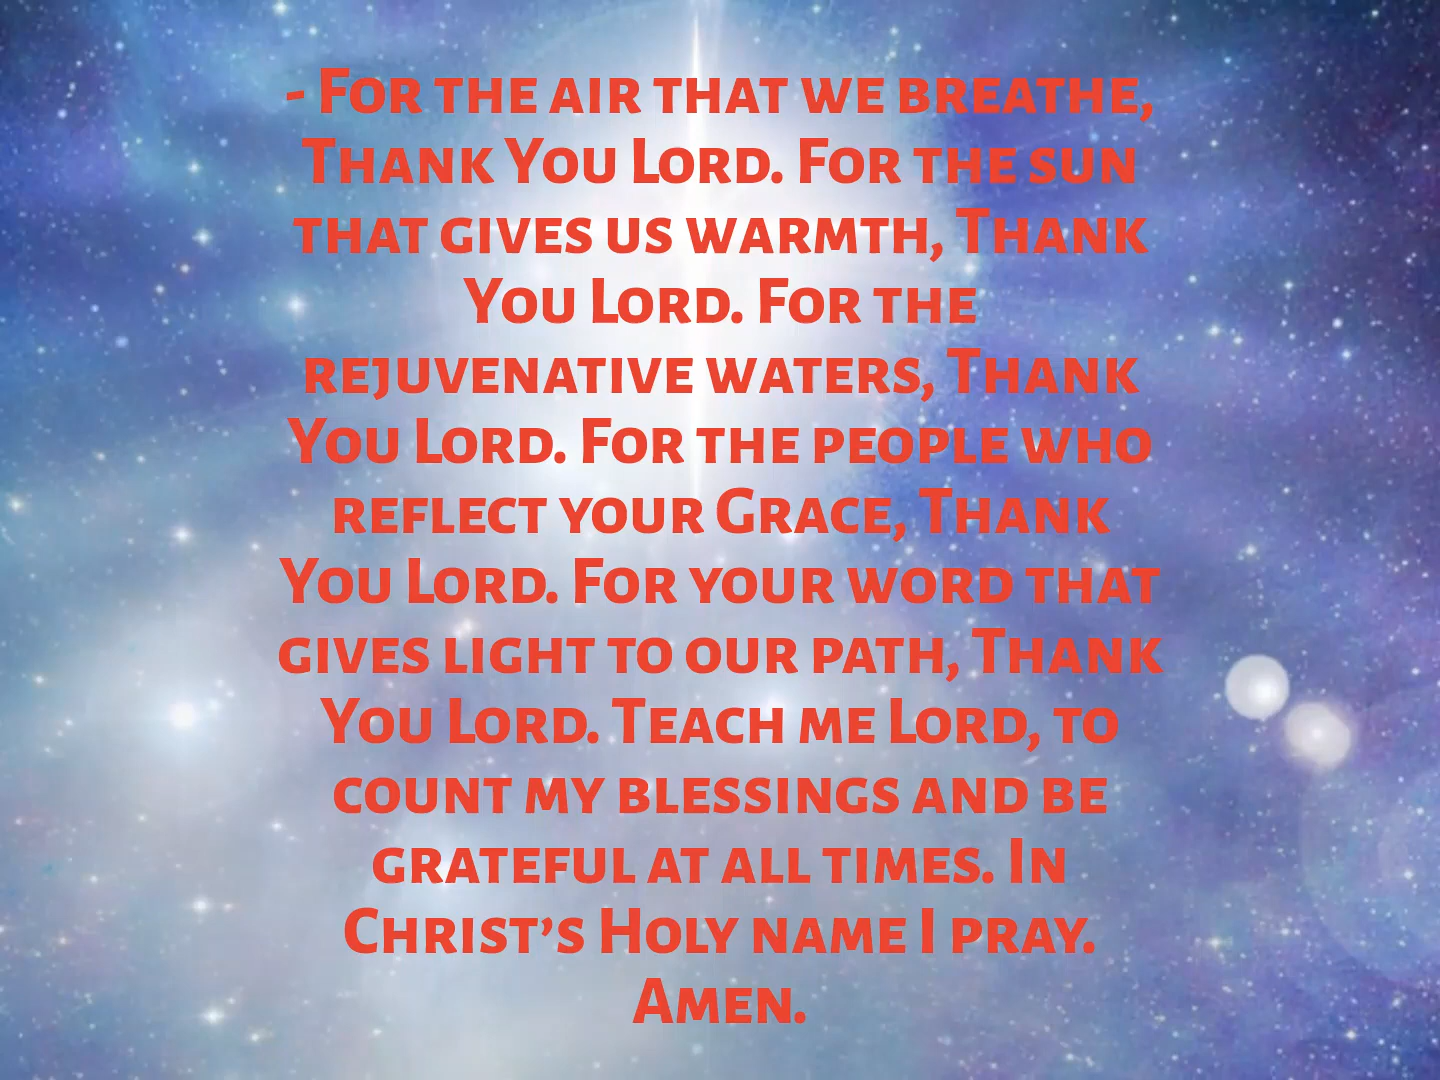 - For the air that we breathe,
Thank You Lord. For the sun
that gives us warmth, Thank
You Lord. For the
rejuvenative waters, Thank
You Lord. For the people who
reflect your Grace, Thank
You Lord. For your word that
gives light to our path, Thank
You Lord. Teach me Lord, to
count my blessings and be
grateful at all times. In
Christ’s Holy name I pray.
Amen.